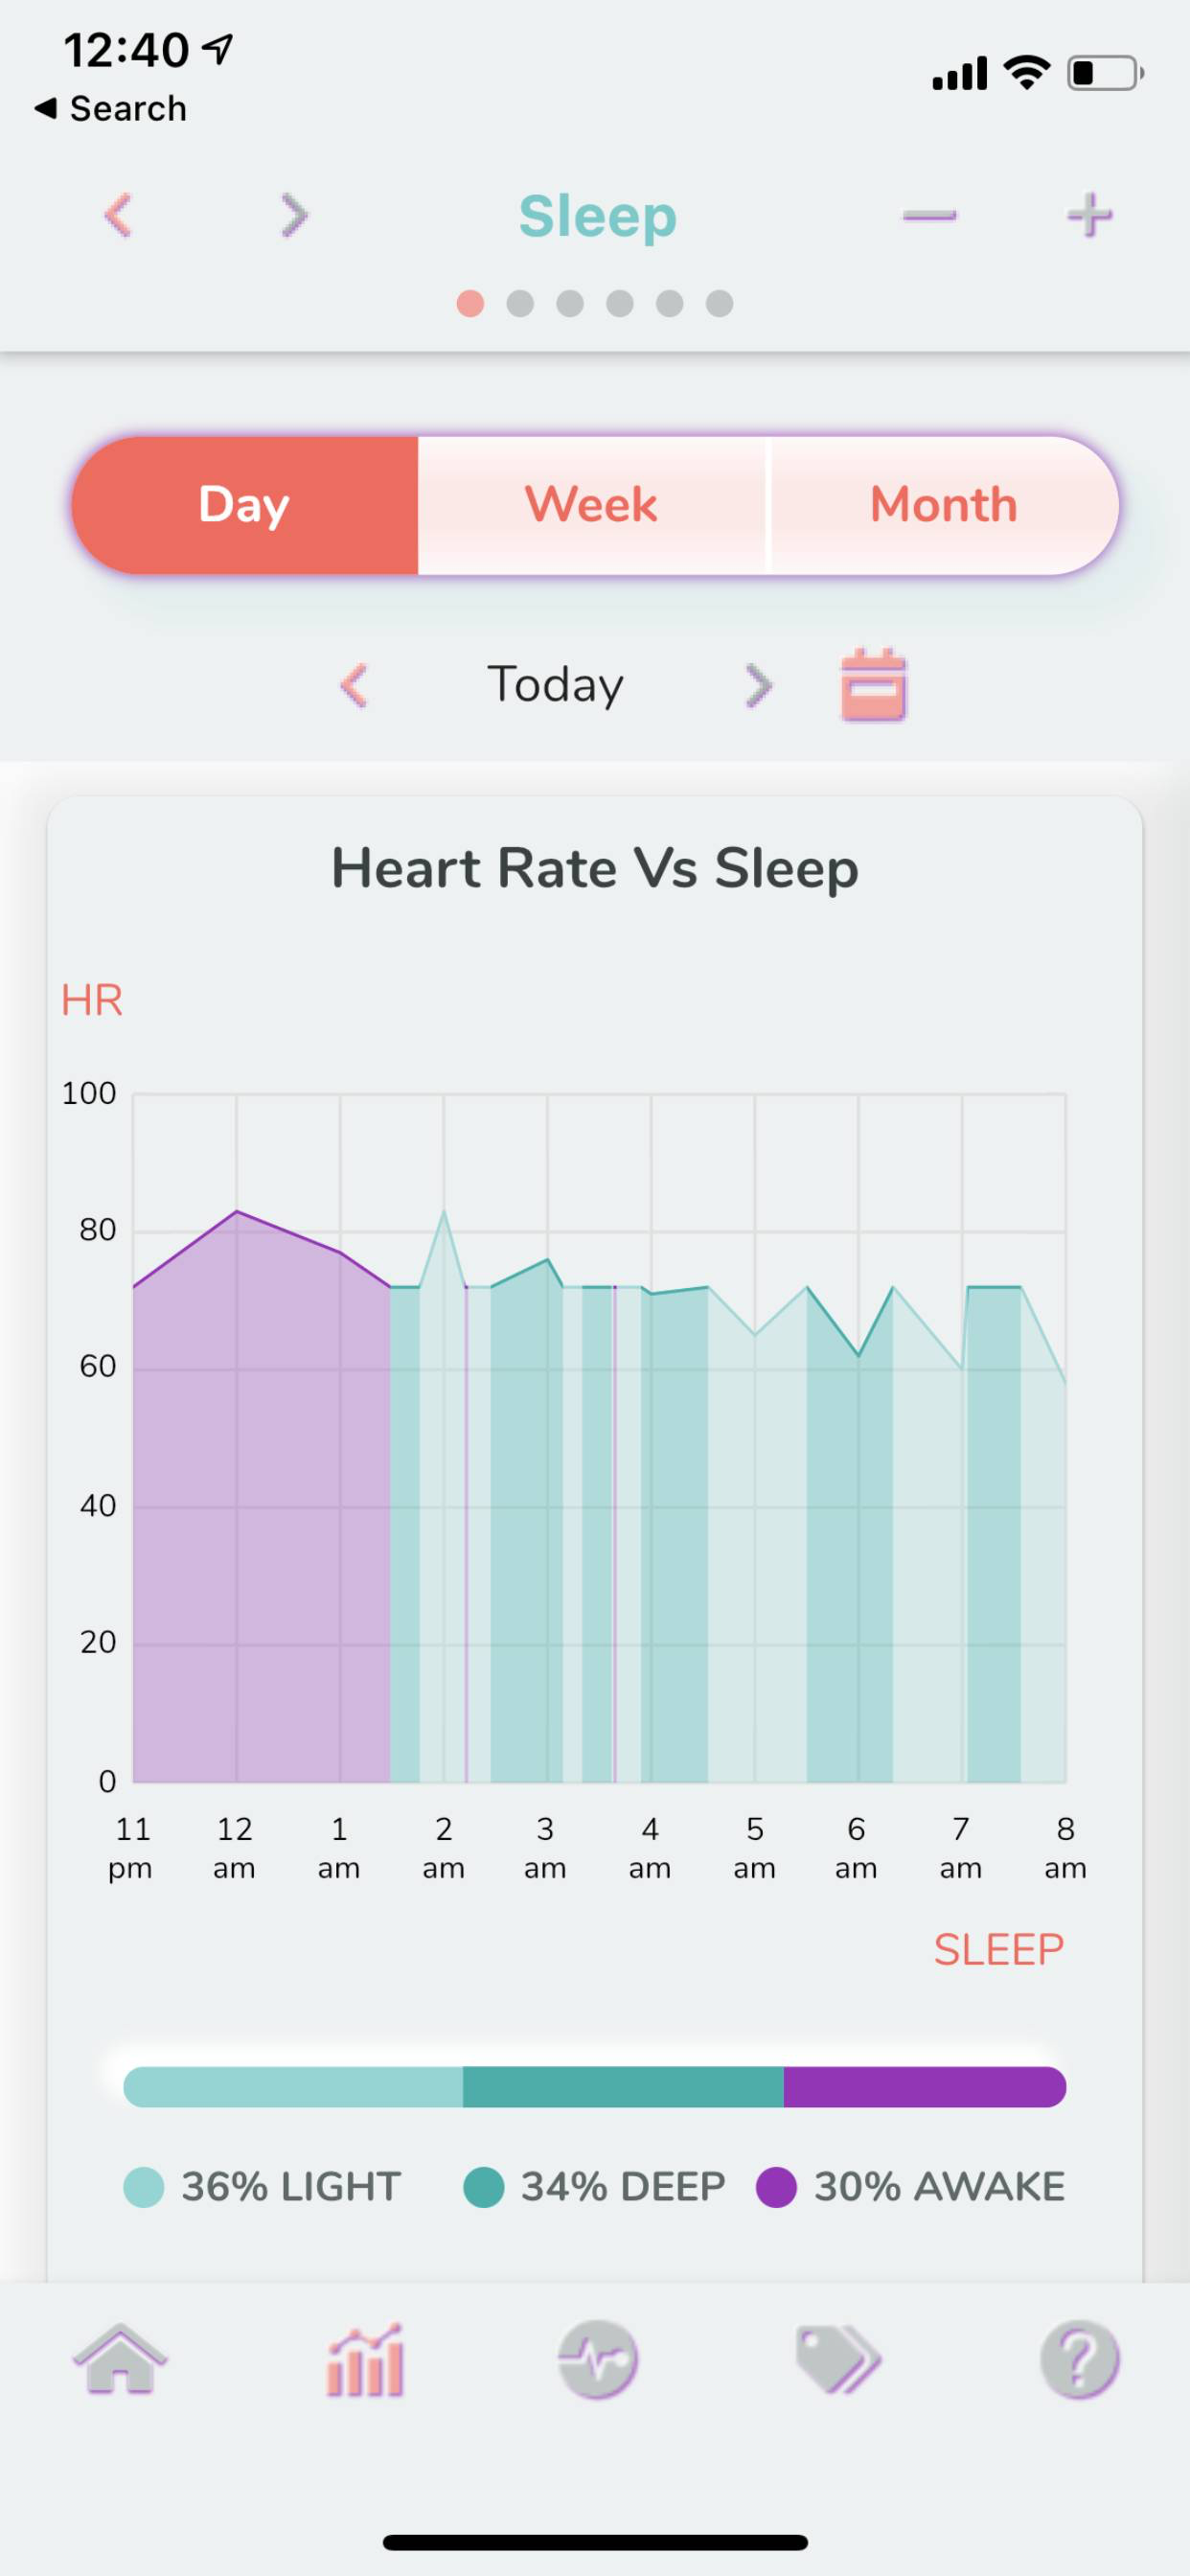 12:40
Search
Sleep
Day Week Month
Today
Heart Rate Vs Sleep
HR
100
80
60
40
20
0
11 12 1 2 3 4 5 6 7 8
pm am am am am am am am am am
SLEEP
36% LIGHT 34% DEEP 30% AWAKE